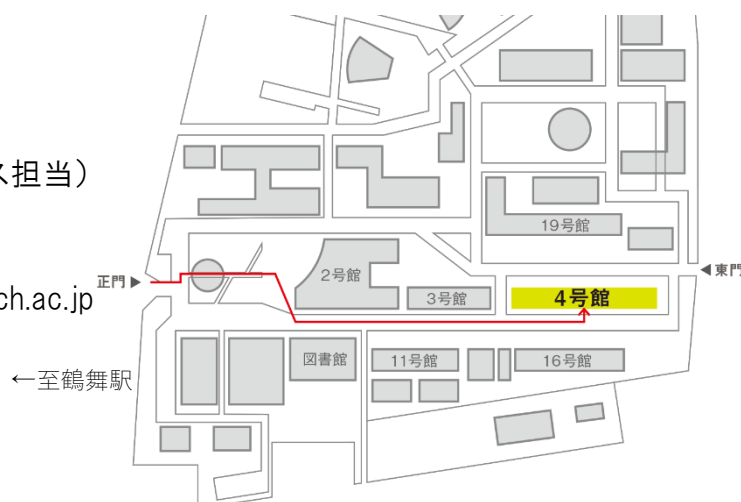 ス担当）
19号館
2号館
正門▶
◀東門
ch.ac.jp
3号館
4号館
図書館
11号館
16号館
←至鶴舞駅